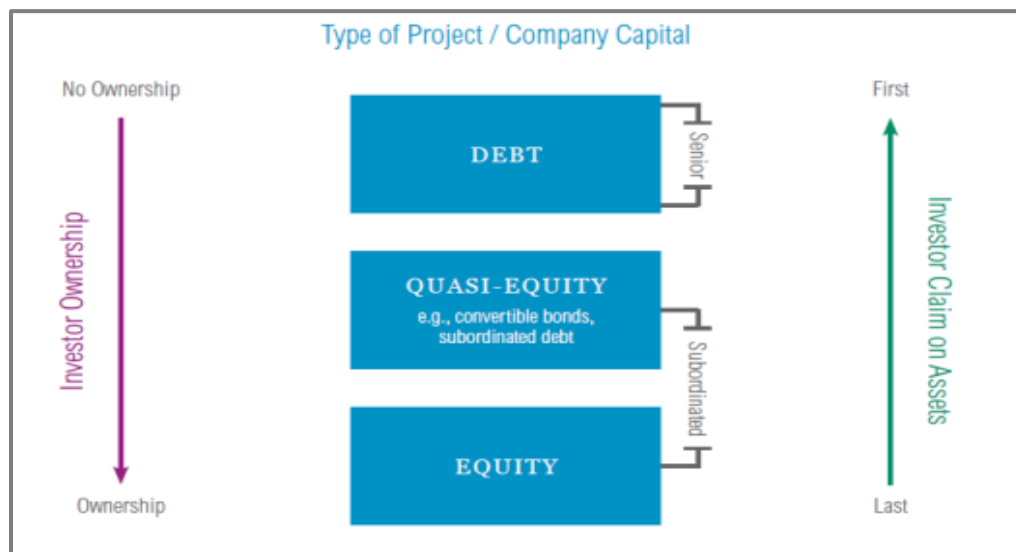 Type of Project / Company Capital
No Ownership
First
DEBT
Senior
Investor Ownership
QUASI-EQUITY
e.g., convertible bonds,
subordinated debt
Investor Claim on Assets
Subordinated
EQUITY
Ownership
Last